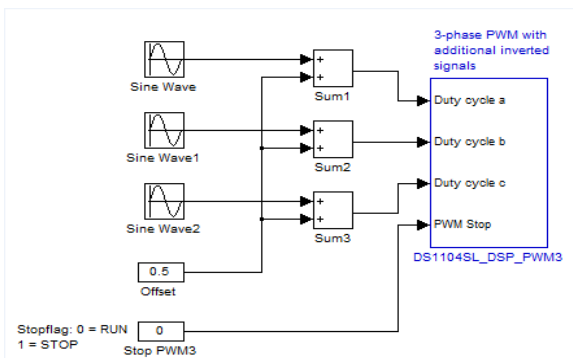 3-phase PWM with
additional inverted
signals
+
+
Sine Wave
Sum1
Duty cycle a
+
+
Sine Wave1
Sum2
Duty cycle b
+
+
Sine Wave2
Sum3
Duty cycle c
PWM Stop
DS1104SL_DSP_PWM3
0.5
Offset
Stopflag: 0 = RUN
1 = STOP
0
Stop PWM3